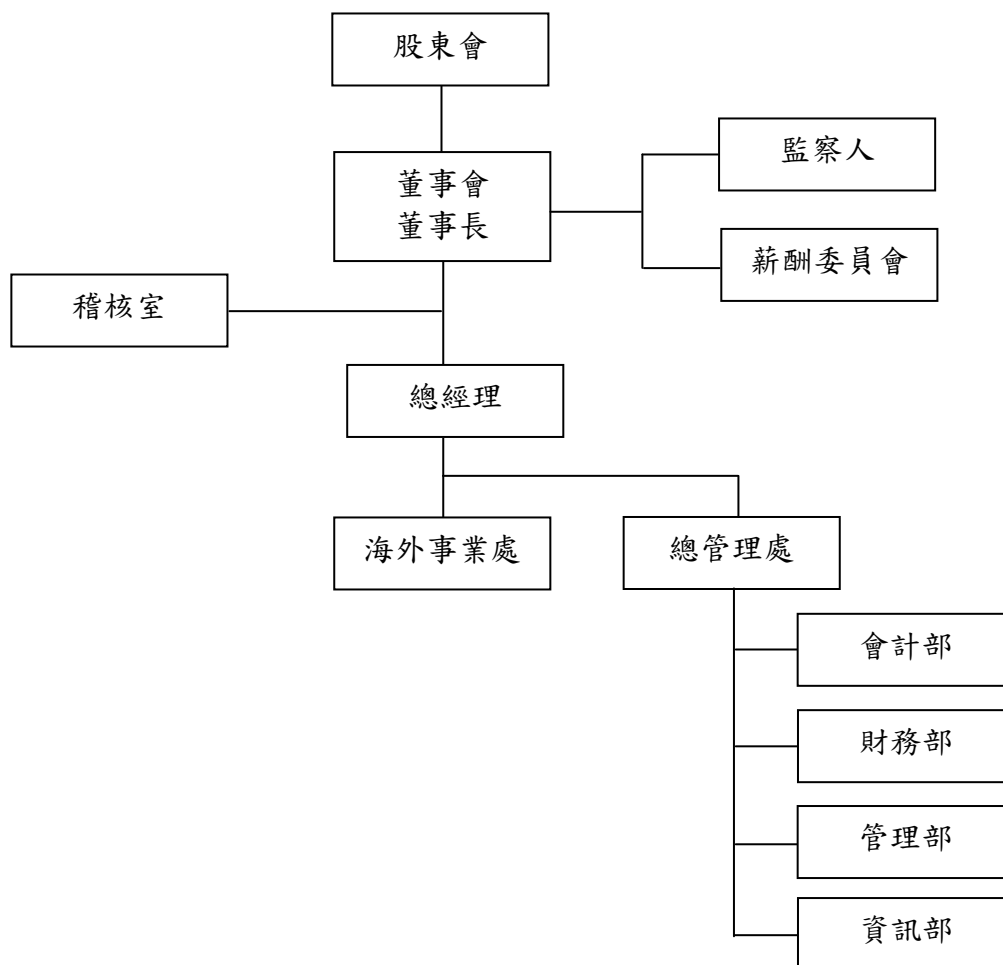 股東會
監察人
董事會
董事長
薪酬委員會
稽核室
總經理
海外事業處
總管理處
會計部
財務部
管理部
資訊部